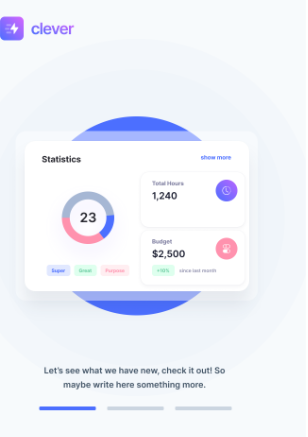 clever
Statistics
show more
23
Super
Great
Purpose
Total Hours
1,240
Budget
$2,500
since last month
Let's see what we have new, check it out! So
maybe write here something more.